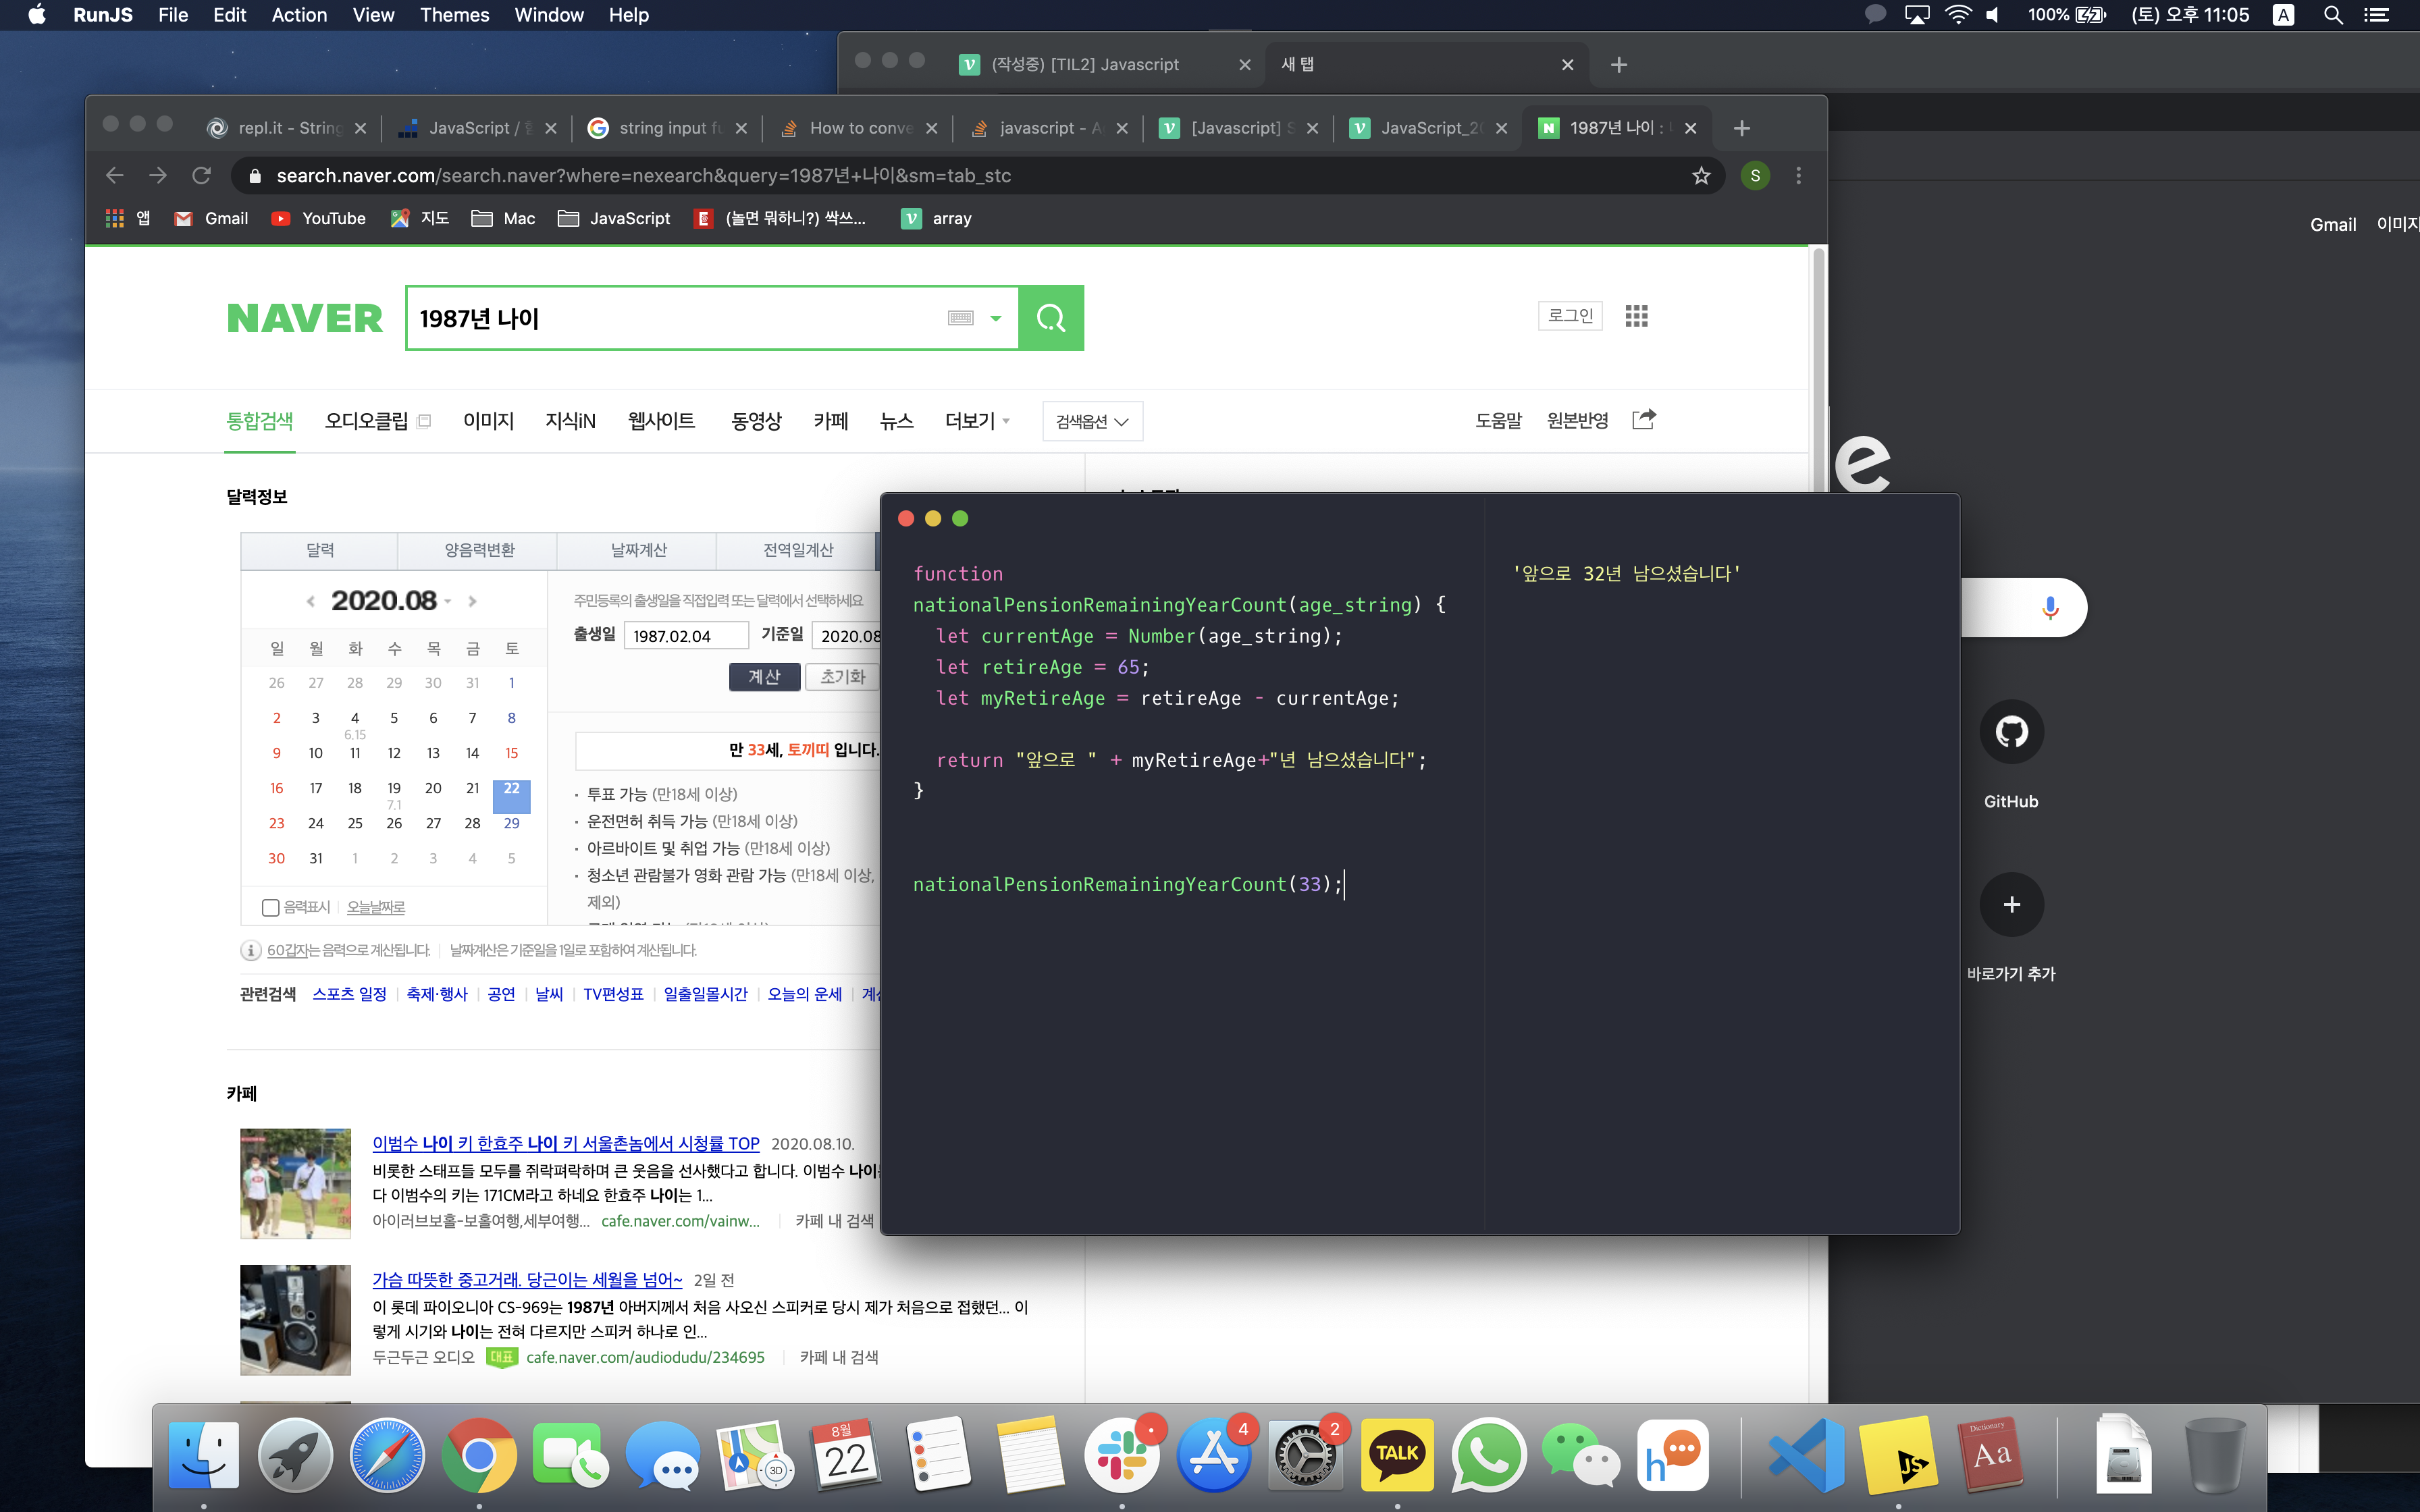 RunJS File Edit Action View Themes Window Help
100% (토) 오후 11:05 A
(작성중) [TIL2] Javascript
새 탭
repl.it - String
JavaScript /
string input fu
How to conve
javascript - A
[Javascript] S
JavaScript_20
1987년 나이 :
search.naver.com/search.naver?where=nexearch&query=1987년+나이&sm=tab_stc
S
앱 Gmail YouTube 지도 Mac JavaScript (놀면 뭐하니?) 싹쓰... array
Gmail 이미지
NAVER
1987년 나이
로그인
통합검색 오디오클립 이미지 지식iN 웹사이트 동영상 카페 뉴스 더보기 검색옵션 도움말 원본반영
달력정보
달력 양음력변환 날짜계산 전역일계산
2020.08
일 월 화 수 목 금 토
26 27 28 29 30 31 1
2 3 4 5 6 7 8
6.15
9 10 11 12 13 14 15
16 17 18 19 20 21 22
7.1
23 24 25 26 27 28 29
30 31 1 2 3 4 5
음력표시 오늘날짜로
주민등록의 출생일을 직접입력 또는 달력에서 선택하세요
출생일 1987.02.04 기준일 2020.08
계산 초기화
만 33세, 토끼띠 입니다.
· 투표 가능 (만18세 이상)
· 운전면허 취득 가능 (만18세 이상)
· 아르바이트 및 취업 가능 (만18세 이상)
· 청소년 관람불가 영화 관람 가능 (만18세 이상,
제외)
60갑자는 음력으로 계산됩니다. 날짜계산은 기준일을 1일로 포함하여 계산됩니다.
관련검색 스포츠 일정 축제·행사 공연 날씨 TV편성표 일출일몰시간 오늘의 운세
카페
이범수 나이 키 한효주 나이 키 서울촌놈에서 시청률 TOP 2020.08.10.
비롯한 스태프들 모두를 쥐락펴락하며 큰 웃음을 선사했다고 합니다. 이범수 나이
다 이범수의 키는 171CM라고 하네요 한효주 나이는 1...
아이러브보홀-보홀여행,세부여행... cafe.naver.com/vainw... 카페 내 검색
가슴 따뜻한 중고거래. 당근이는 세월을 넘어~ 2일 전
이 롯데 파이오니아 CS-969는 1987년 아버지께서 처음 사오신 스피커로 당시 제가 처음으로 접했던... 이
렇게 시기와 나이는 전혀 다르지만 스피커 하나로 인...
두근두근 오디오 대표 cafe.naver.com/audiodudu/234695 카페 내 검색
function
nationalPensionRemainingYearCount(age_string) {
let currentAge = Number(age_string);
let retireAge = 65;
let myRetireAge = retireAge - currentAge;
return "앞으로 " + myRetireAge+"년 남으셨습니다";
}
nationalPensionRemainingYearCount(33);
'앞으로 32년 남으셨습니다'
e
GitHub
바로가기 추가
3D
8월
22
4
2
TALK
h
JS
Dictionary
Aa